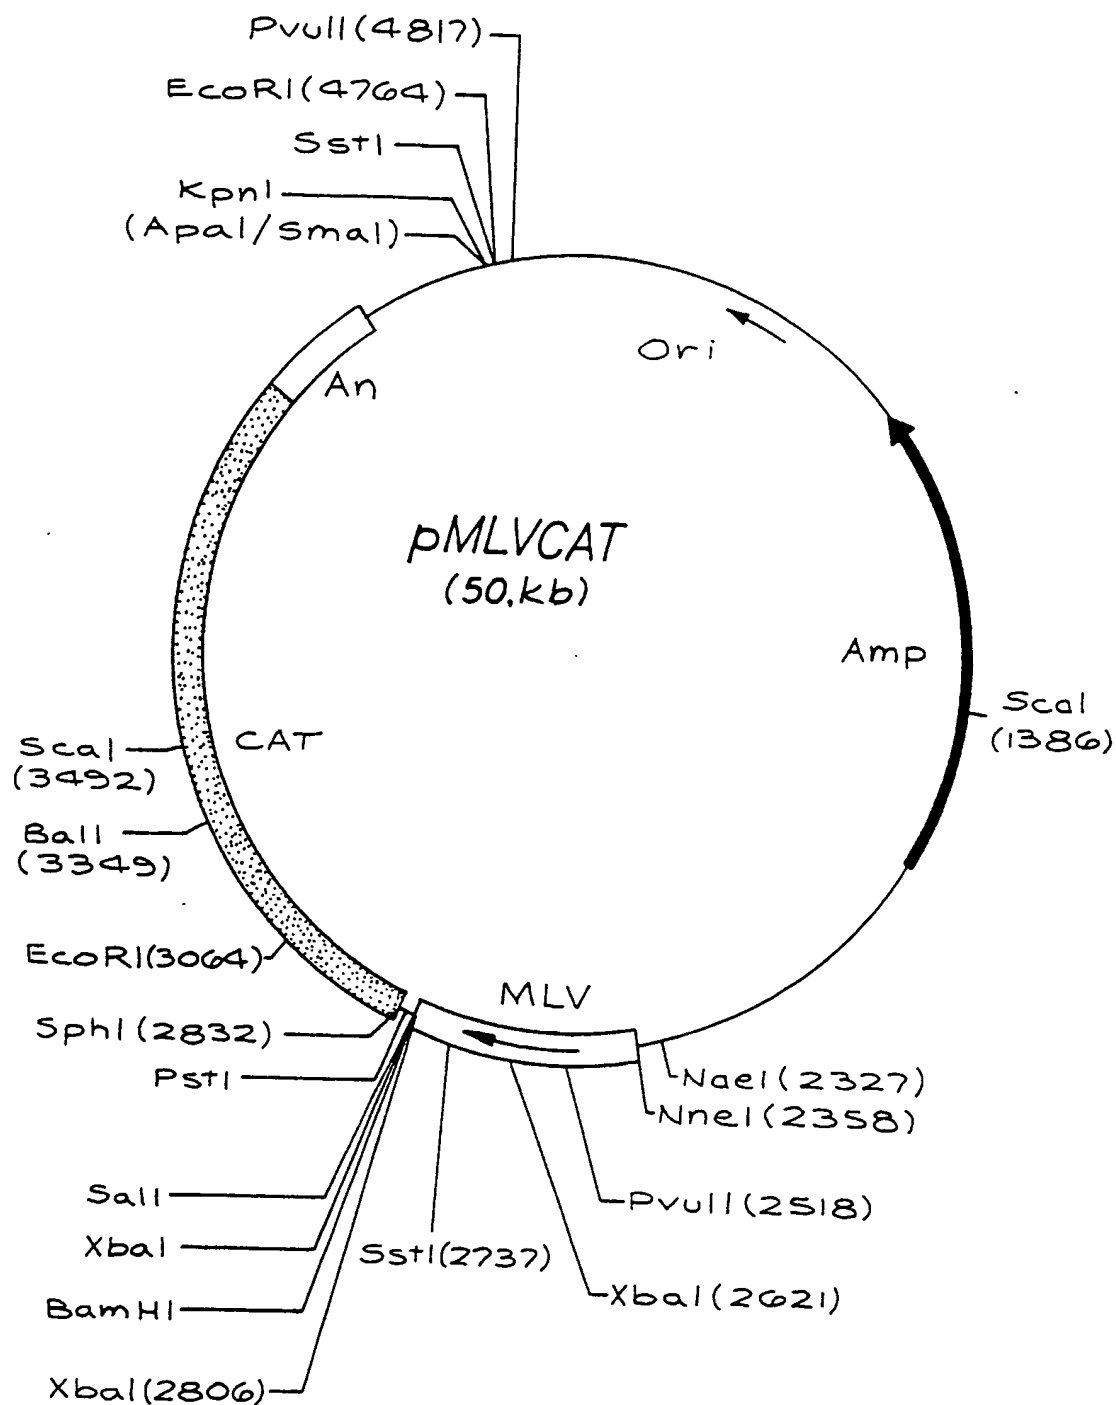 PvuII(4817)
EcoRI(4764)
SstI
KpnI
(ApaI/SmaI)
Ori
An
pMLVCAT
(50.kb)
Amp
ScaI
(1386)
CAT
ScaI
(3492)
BalI
(3349)
EcoRI(3064)
MLV
SphI(2832)
PstI
NaeI(2327)
NneI(2358)
SalI
PvuII(2518)
XbaI
SstI(2737)
XbaI(2621)
BamHI
XbaI(2806)